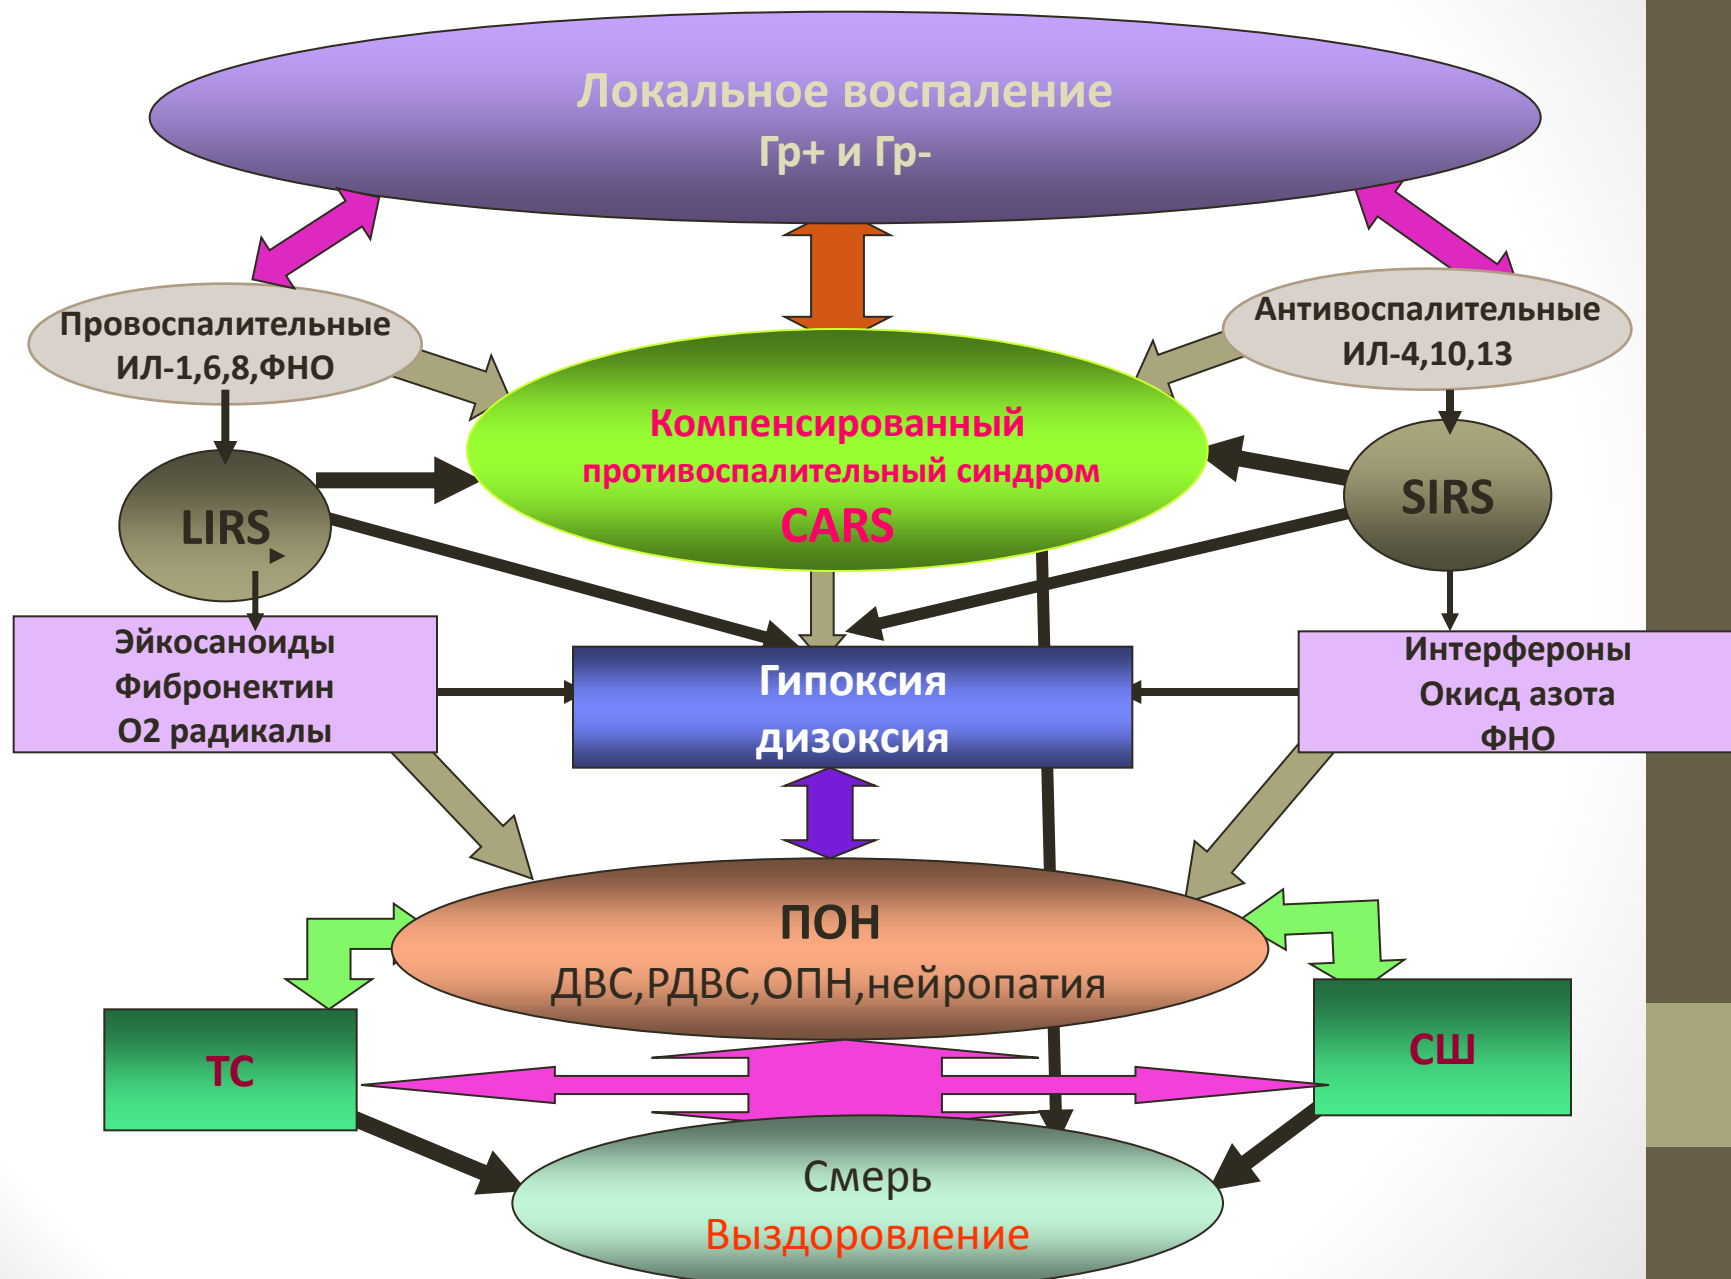 Локальное воспаление
Гр+ и Гр-
Провоспалительные
ИЛ-1,6,8,ФНО
Антивоспалительные
ИЛ-4,10,13
Компенсированный
противоспалительный синдром
CARS
LIRS
SIRS
Эйкосаноиды
Фибронектин
О2 радикалы
Гипоксия
дизоксия
Интерфероны
Окисд азота
ФНО
ПОН
ДВС,РДВС,ОПН,нейропатия
ТС
СШ
Смерь
Выздоровление